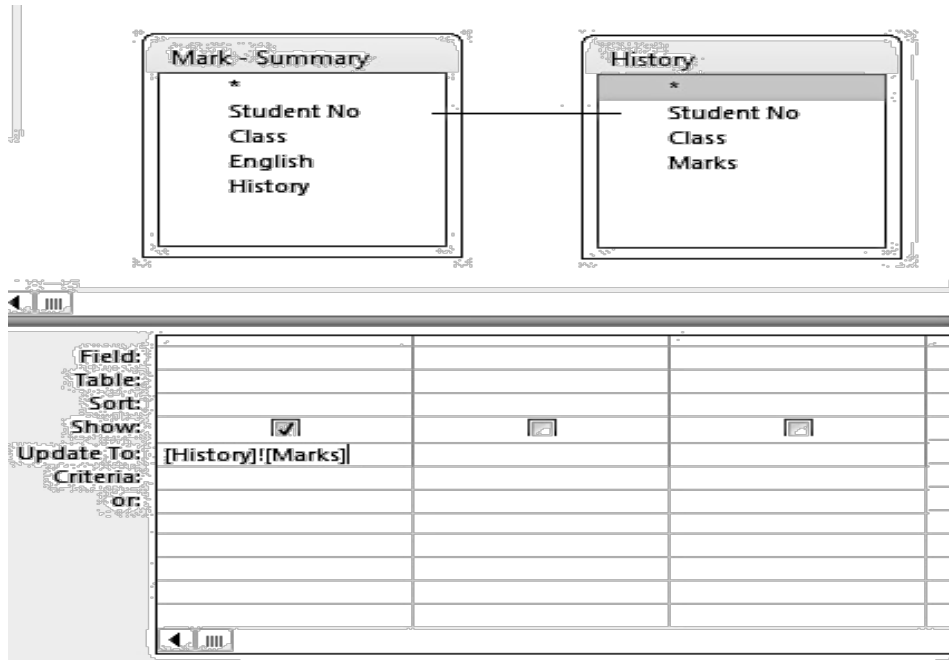 Mark - Summary
*
Student No
Class
English
History
History
*
Student No
Class
Marks
Field:
Table:
Sort:
Show:
Update To: [History]![Marks]
Criteria:
or: